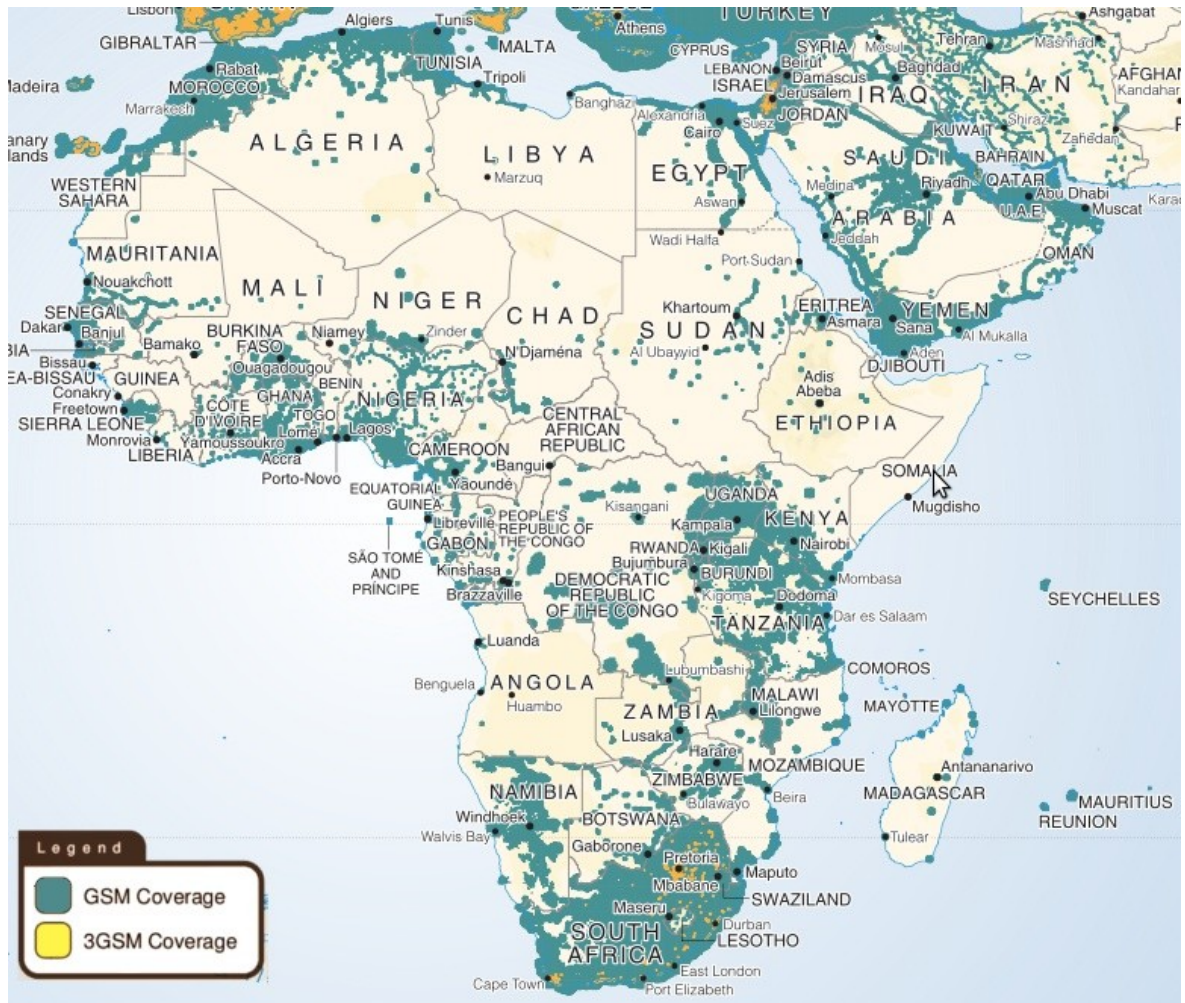 Lisbon
TURKEY
Ashgabat
Algiers
Tunis
Athens
GIBRALTAR
MALTA
CYPRUS
SYRIA
Mosul
Tehran
Mashhad
Rabat
TUNISIA
Tripoli
LEBANON
Beirut
Baghdad
IRAN
AFGHAN
Madeira
MOROCCO
ISRAEL
Damascus
Jerusalem
IRAQ
Kandahar
Marrakech
Banghazi
Alexandria
Suez
JORDAN
Shiraz
Cairo
KUWAIT
Zahedan
anary
lands
ALGERIA
LIBYA
EGYPT
SAUDI
ARABIA
BAHRAIN
Marzuq
Medina
Riyadh
QATAR
Abu Dhabi
WESTERN
SAHARA
Aswan
U.A.E.
Muscat
Karac
Wadi Halfa
Jeddah
MAURITANIA
Port Sudan
OMAN
Nouakchott
MALI
NIGER
CHAD
SUDAN
Khartoum
ERITREA
Asmara
YEMEN
Sana
Al Mukalla
SENEGAL
Dakar
Banjul
BURKINA
FASO
Niamey
Zinder
BIA
Bamako
N'Djaména
Al Ubayyid
Aden
DJIBOUTI
Bissau
EA-BISSAU
GUINEA
Ouagadougou
BENIN
Adis
Abeba
Conakry
GHANA
NIGERIA
Freetown
CÔTE
D'IVOIRE
TOGO
CENTRAL
AFRICAN
REPUBLIC
ETHIOPIA
SIERRA LEONE
Monrovia
Yamoussoukro
Lomé
Lagos
LIBERIA
Accra
CAMEROON
Bangui
Porto-Novo
Yaoundé
SOMALIA
EQUATORIAL
GUINEA
UGANDA
Mugdisho
Kisangani
Libreville
PEOPLE'S
REPUBLIC OF
THE CONGO
Kampala
KENYA
GABON
RWANDA
Kigali
Nairobi
SÃO TOMÉ
AND
PRÍNCIPE
Kinshasa
Bujumbura
BURUNDI
Mombasa
Brazzaville
DEMOCRATIC
REPUBLIC
OF THE CONGO
Kigoma
Dodoma
SEYCHELLES
TANZANIA
Dar es Salaam
Luanda
Lubumbashi
COMOROS
Benguela
ANGOLA
Huambo
MALAWI
Lilongwe
MAYOTTE
ZAMBIA
Lusaka
Harare
MOZAMBIQUE
Antananarivo
ZIMBABWE
MADAGASCAR
NAMIBIA
Bulawayo
Beira
MAURITIUS
REUNION
Windhoek
BOTSWANA
Walvis Bay
Tulear
Gaborone
Pretoria
Mbabane
Maputo
SWAZILAND
Maseru
Durban
SOUTH
AFRICA
LESOTHO
East London
Cape Town
Port Elizabeth
Legend
GSM Coverage
3GSM Coverage